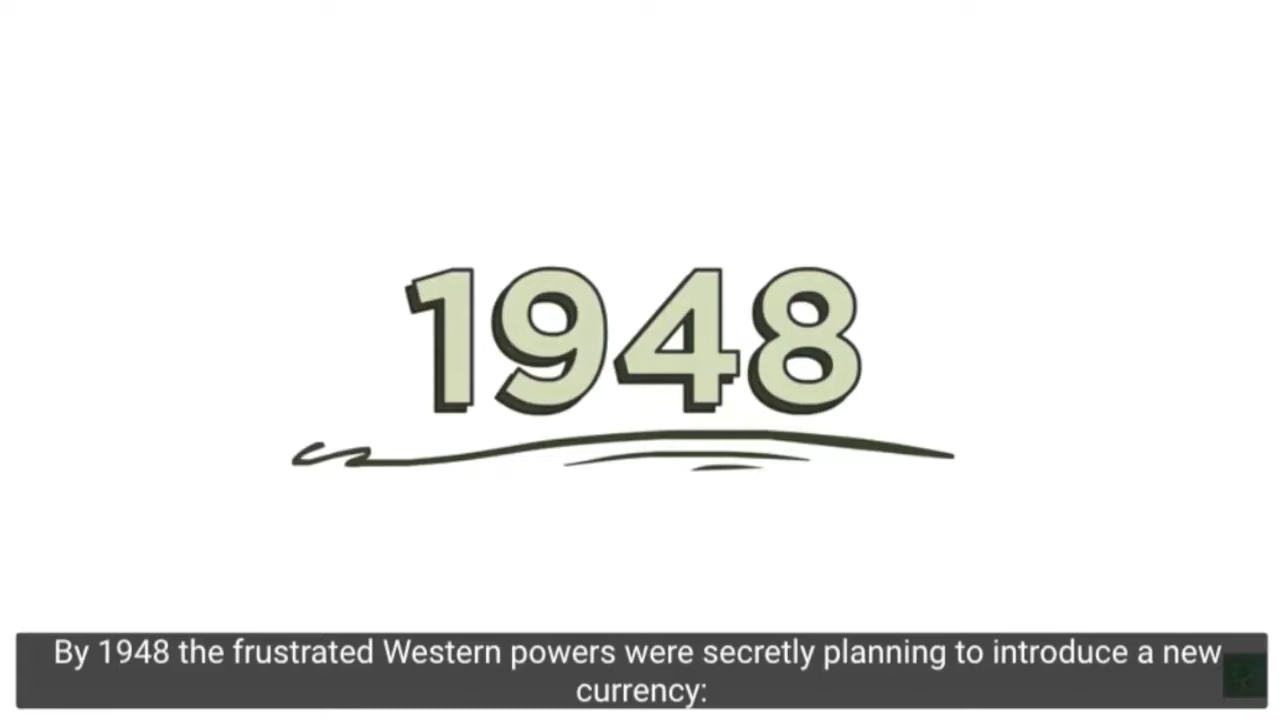 1948
By 1948 the frustrated Western powers were secretly planning to introduce a new
currency: